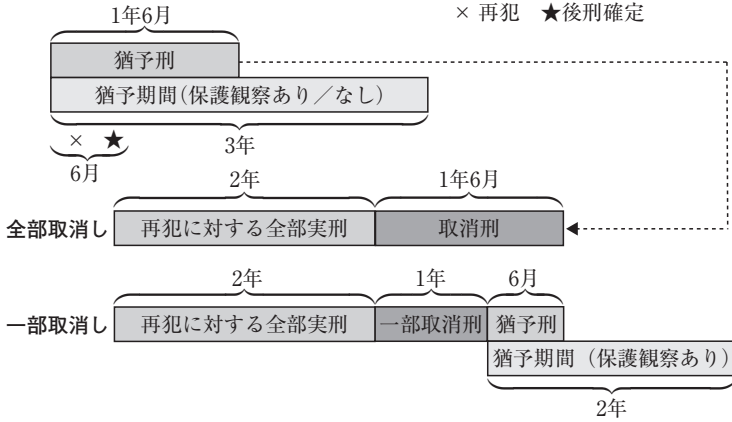 1年6月
× 再犯 ★後刑確定
猶予刑
猶予期間(保護観察あり／なし)
× ★
6月
3年
2年 1年6月
全部取消し 再犯に対する全部実刑 取消刑
2年 1年 6月
一部取消し 再犯に対する全部実刑 一部取消刑 猶予刑
猶予期間（保護観察あり）
2年